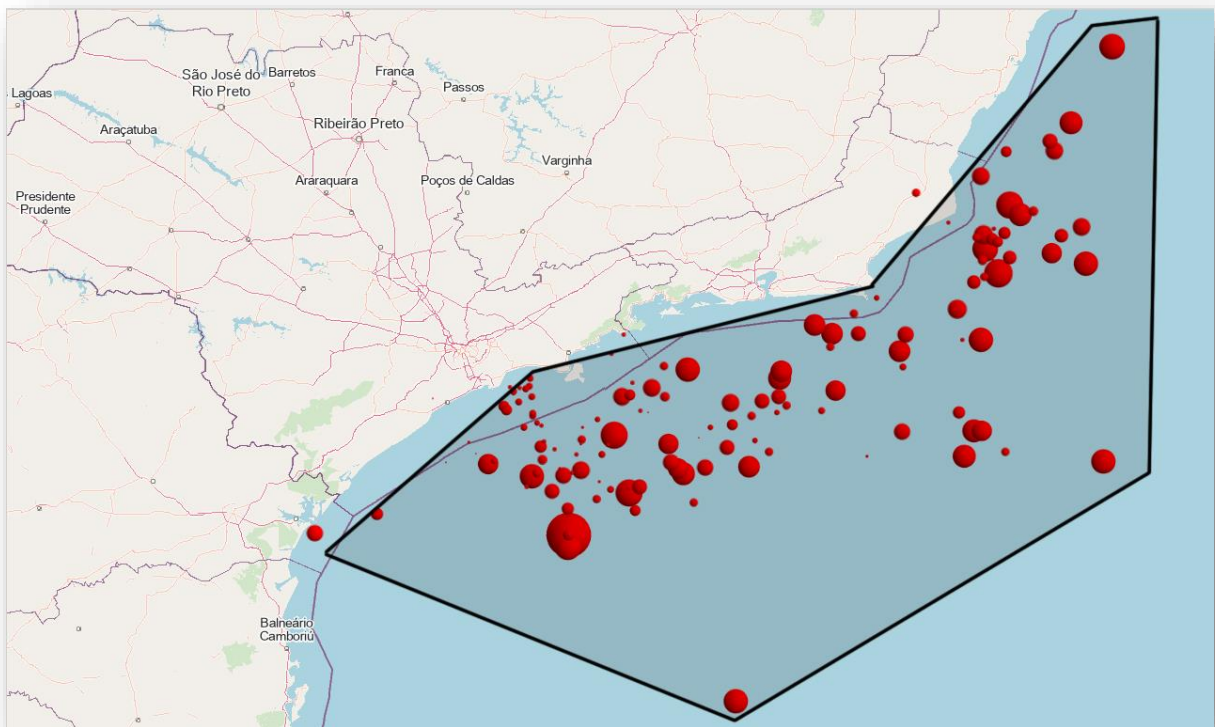 São José do
Rio Preto
Barretos
Franca
Passos
Lagoas
Araçatuba
Ribeirão Preto
Varginha
Araraquara
Poços de Caldas
Presidente
Prudente
Balneário
Camboriú